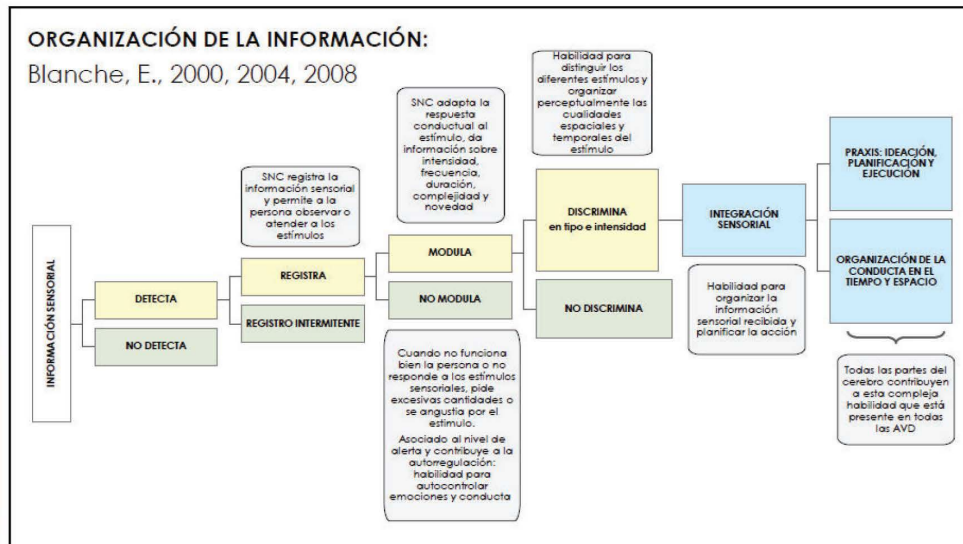 ORGANIZACIÓN DE LA INFORMACIÓN:
Blanche, E., 2000, 2004, 2008
INFORMACIÓN SENSORIAL
DETECTA
NO DETECTA
SNC registra la
información sensorial
y permite a la
persona observar o
atender a los
estímulos
REGISTRA
REGISTRO INTERMITENTE
SNC adapta la
respuesta
conductual al
estímulo, da
información sobre
intensidad,
frecuencia,
duración,
complejidad y
novedad
MODULA
NO MODULA
Cuando no funciona
bien la persona o no
responde a los estímulos
sensoriales, pide
excesivas cantidades o
se angustia por el
estimulo.
Asociado al nivel de
alerta y contribuye a la
autorregulación:
habilidad para
autocontrolar
emociones y conducta
Habilidad para
distinguir los
diferentes estímulos y
organizar
perceptualmente las
cualidades
espaciales y
temporales del
estímulo
DISCRIMINA
en tipo e intensidad
NO DISCRIMINA
INTEGRACIÓN
SENSORIAL
Habilidad para
organizar la
información
sensorial recibida y
planificar la acción
PRAXIS: IDEACIÓN,
PLANIFICACIÓN Y
EJECUCIÓN
ORGANIZACIÓN DE LA
CONDUCTA EN EL
TIEMPO Y ESPACIO
Todas las partes del
cerebro contribuyen
a esta compleja
habilidad que está
presente en todas
las AVD